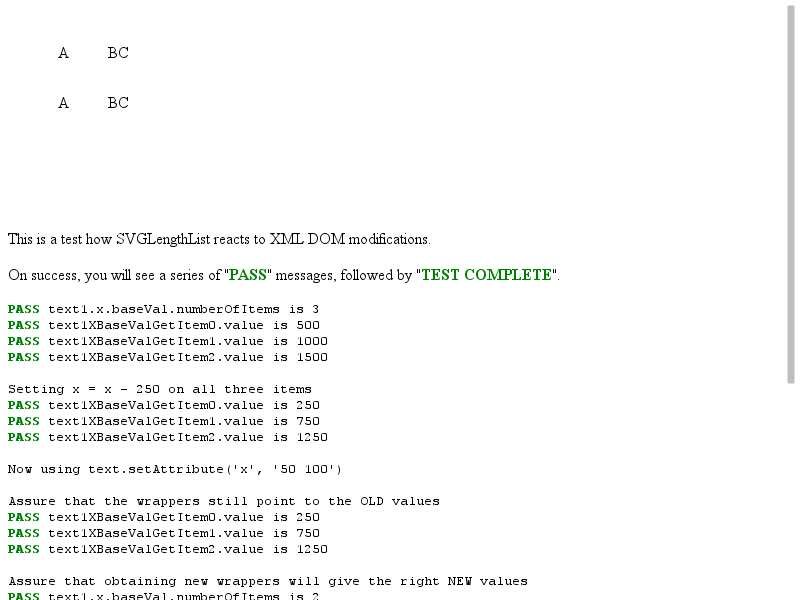 A BC
A BC
This is a test how SVGLengthList reacts to XML DOM modifications.
On success, you will see a series of "PASS" messages, followed by "TEST COMPLETE".
PASS text1.x.baseVal.numberOfItems is 3
PASS text1XBaseValGetItem0.value is 500
PASS text1XBaseValGetItem1.value is 1000
PASS text1XBaseValGetItem2.value is 1500
Setting x = x - 250 on all three items
PASS text1XBaseValGetItem0.value is 250
PASS text1XBaseValGetItem1.value is 750
PASS text1XBaseValGetItem2.value is 1250
Now using text.setAttribute('x', '50 100')
Assure that the wrappers still point to the OLD values
PASS text1XBaseValGetItem0.value is 250
PASS text1XBaseValGetItem1.value is 750
PASS text1XBaseValGetItem2.value is 1250
Assure that obtaining new wrappers will give the right NEW values
PASS text1.x.baseVal.numberOfItems is 2